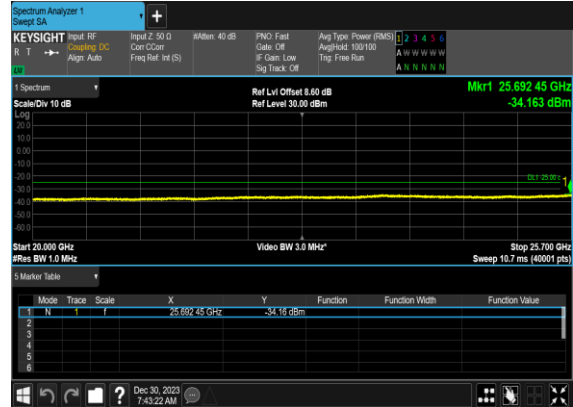 Spectrum Analyzer 1
Swept SA
+
KEYSIGHT Input: RF Input Z: 50 Ω #Atten: 40 dB PNO: Fast Avg Type: Power (RMS) 1 2 3 4 5 6
R T Coupling: DC Corr CCorr Gate: Off Avg|Hold: 100/100 A W W W W W
Align: Auto Freq Ref: Int (S) IF Gain: Low Trig: Free Run
Sig Track: Off A N N N N N
1 Spectrum Ref Lvl Offset 8.60 dB Mkr1 25.692 45 GHz
Scale/Div 10 dB Ref Level 30.00 dBm -34.163 dBm
Log
20.0
10.0
0.00
-10.0
-20.0
DL1 -25.00
1
-30.0
-40.0
-50.0
-60.0
Start 20.000 GHz Video BW 3.0 MHz* Stop 25.700 GHz
#Res BW 1.0 MHz Sweep 10.7 ms (40001 pts)
5 Marker Table
Mode Trace Scale X Y Function Function Width Function Value
1 N 1 f 25.692 45 GHz -34.16 dBm
2
3
4
5
6
? Dec 30, 2023
7:43:22 AM